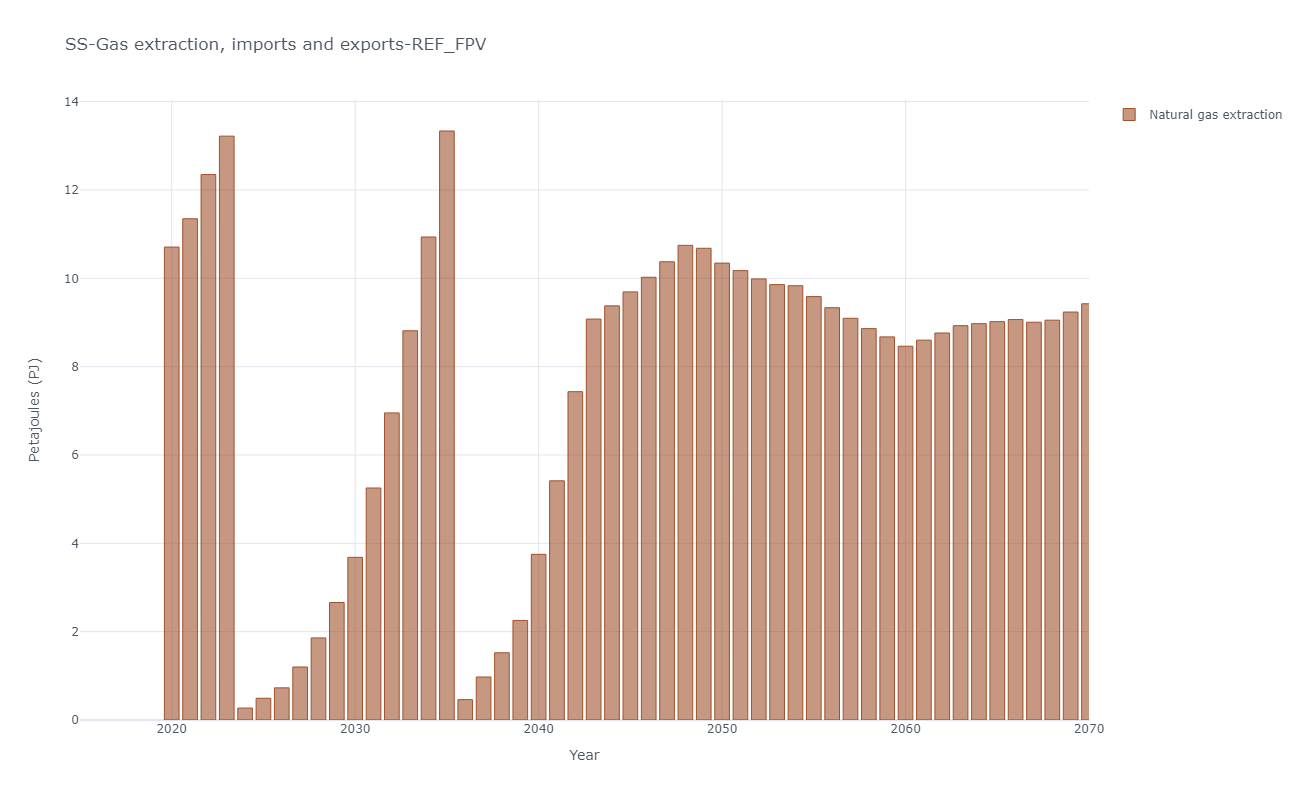 SS-Gas extraction, imports and exports-REF_FPV
Natural gas extraction
Petajoules (PJ)
14
12
10
8
6
4
2
0
2020 2030 2040 2050 2060 2070
Year